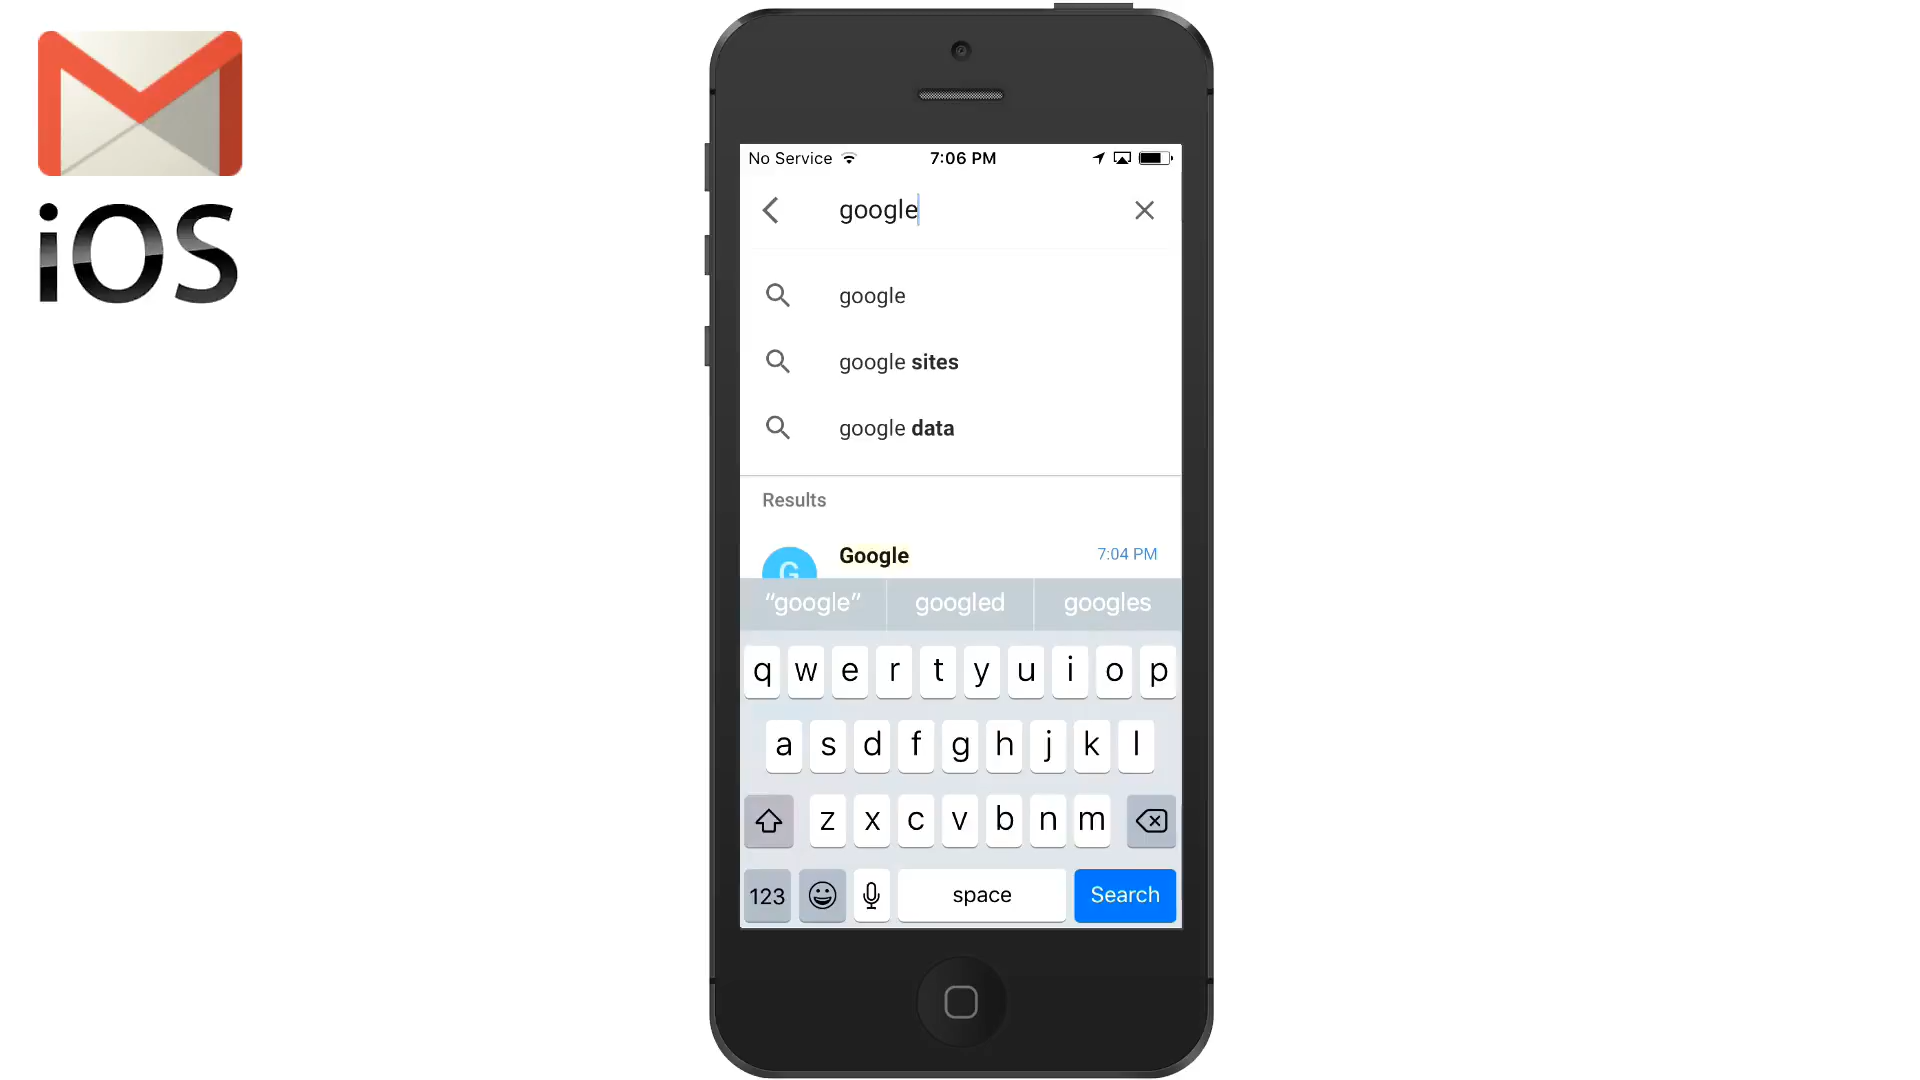 iOS
No Service 7:06 PM
google
google
google sites
google data
Results
Google 7:04 PM
G
“google” googled googles
q w e r t y u i o p
a s d f g h j k l
z x c v b n m
123 space Search